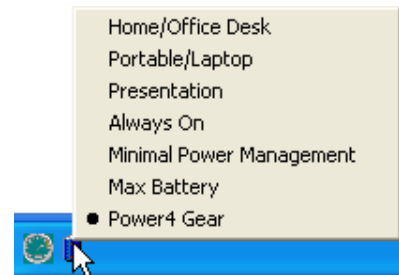 Home/Office Desk
Portable/Laptop
Presentation
Always On
Minimal Power Management
Max Battery
Power4 Gear